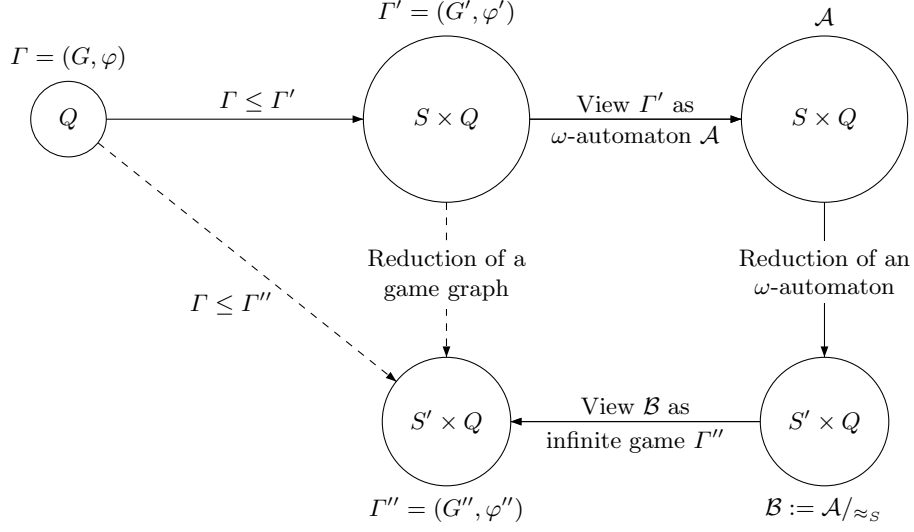 Γ′ = (G′, φ′)
𝒜
Γ = (G, φ)
Q
Γ ≤ Γ′
S × Q
View Γ′ as
ω-automaton 𝒜
S × Q
Reduction of a
game graph
Reduction of an
ω-automaton
Γ ≤ Γ′′
S′ × Q
View ℬ as
infinite game Γ′′
S′ × Q
Γ′′ = (G′′, φ′′)
ℬ := 𝒜/≈S